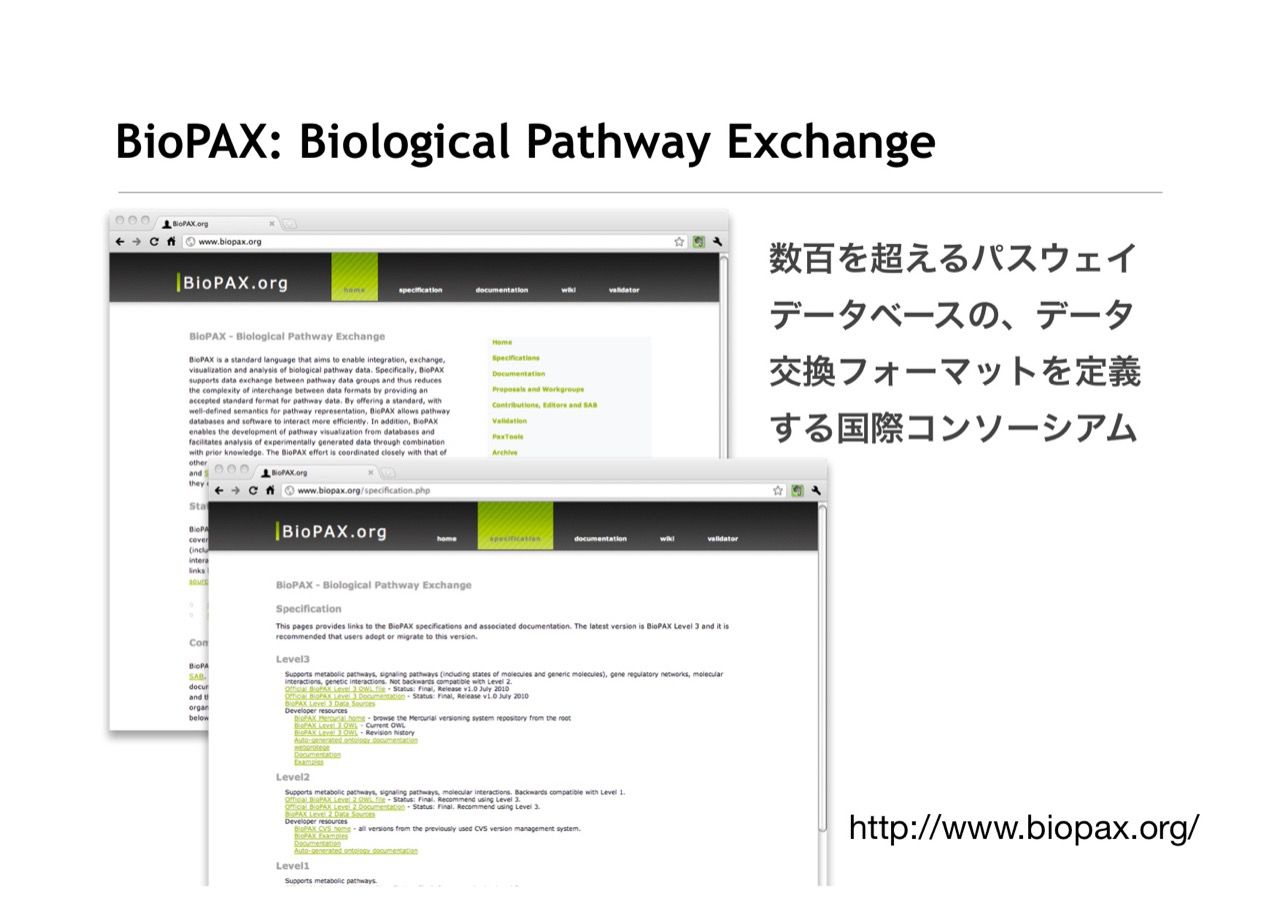 BioPAX: Biological Pathway Exchange
BioPAX.org
www.biopax.org
BioPAX.org
home
specification
documentation
wiki
validator
BioPAX - Biological Pathway Exchange
BioPAX is a standard language that aims to enable integration, exchange,
visualization and analysis of biological pathway data. Specifically, BioPAX
supports data exchange between pathway data groups and thus reduces
the complexity of interchange between data formats by providing an
accepted standard format for pathway data. By offering a standard, with
well-defined semantics for pathway representation, BioPAX allows pathway
databases and software to interact more efficiently. In addition, BioPAX
enables the development of pathway visualization from databases and
facilitates analysis of experimentally generated data through combination
with prior knowledge. The BioPAX effort is coordinated closely with that of
other
and
they
Home
Specifications
Documentation
Proposals and Workgroups
Contributions, Editors and SAB
Validation
PaxTools
Archive
数百を超えるパスウェイ
データベースの、データ
交換フォーマットを定義
する国際コンソーシアム
BioPA
cover
(inclu
intera
links
sourc
Con
BioPA
SAB.
docur
and t
organ
below
BioPAX.org
www.biopax.org/specification.php
BioPAX.org
home
specification
documentation
wiki
validator
BioPAX - Biological Pathway Exchange
Specification
This pages provides links to the BioPAX specifications and associated documentation. The latest version is BioPAX Level 3 and it is
recommended that users adopt or migrate to this version.
Level3
Supports metabolic pathways, signaling pathways (including states of molecules and generic molecules), gene regulatory networks, molecular
interactions, genetic interactions. Not backwards compatible with Level 2.
Official BioPAX Level 3 OWL file - Status: Final, Release v1.0 July 2010
Official BioPAX Level 3 Documentation - Status: Final, Release v1.0 July 2010
BioPAX Level 3 Data Sources
Developer resources
BioPAX Mercurial home - browse the Mercurial versioning system repository from the root
BioPAX Level 3 OWL - Current OWL
BioPAX Level 3 OWL - Revision history
Auto-generated ontology documentation
webprotege
Documentation
Examples
Level2
Supports metabolic pathways, signaling pathways, molecular interactions. Backwards compatible with Level 1.
Official BioPAX Level 2 OWL file - Status: Final. Recommend using Level 3.
Official BioPAX Level 2 Documentation - Status: Final. Recommend using Level 3.
BioPAX Level 2 Data Sources
Developer resources
BioPAX CVS home - all versions from the previously used CVS version management system.
BioPAX Examples
Documentation
Auto-generated ontology documentation
Level1
Supports metabolic pathways.
http://www.biopax.org/